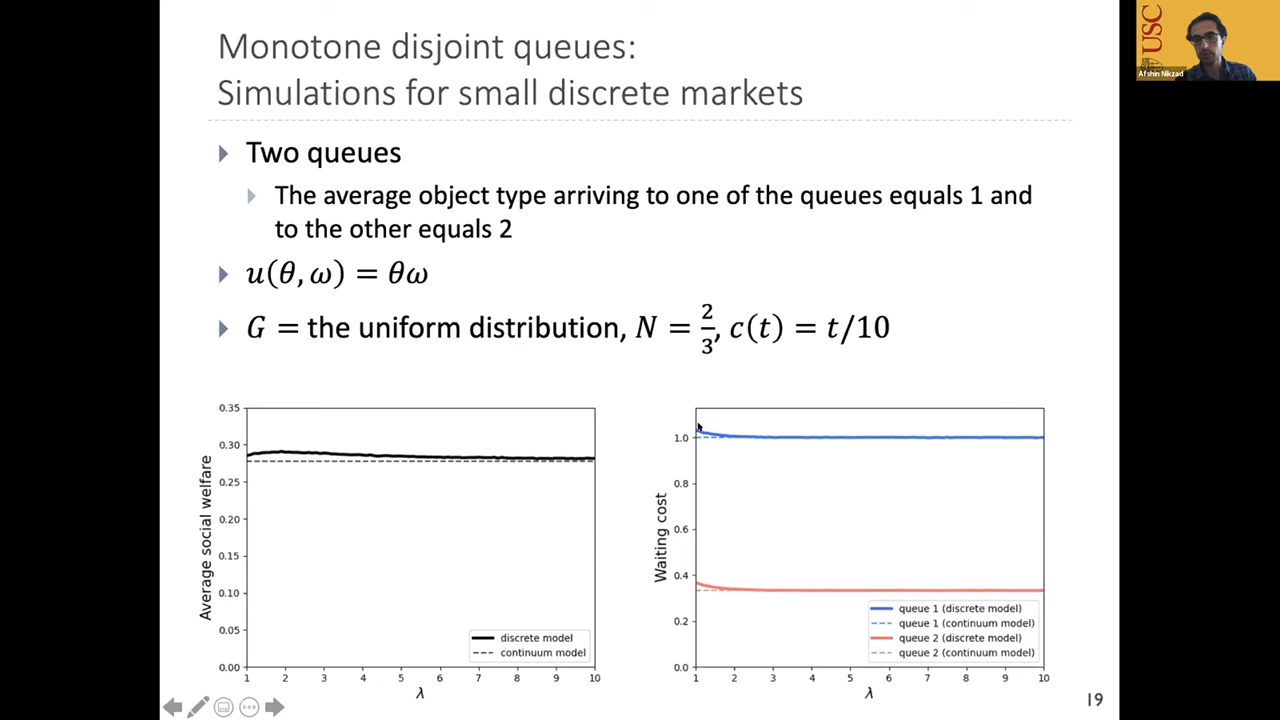 Monotone disjoint queues:
Simulations for small discrete markets
USC
Afshin Nikzad
Two queues
The average object type arriving to one of the queues equals 1 and
to the other equals 2
u(θ, ω) = θω
G = the uniform distribution, N = 2/3, c(t) = t/10
Average social welfare
0.35
0.30
0.25
0.20
0.15
0.10
0.05
0.00
discrete model
continuum model
1 2 3 4 5 6 7 8 9 10
λ
Waiting cost
1.0
0.8
0.6
0.4
0.2
0.0
queue 1 (discrete model)
queue 1 (continuum model)
queue 2 (discrete model)
queue 2 (continuum model)
1 2 3 4 5 6 7 8 9 10
λ
19